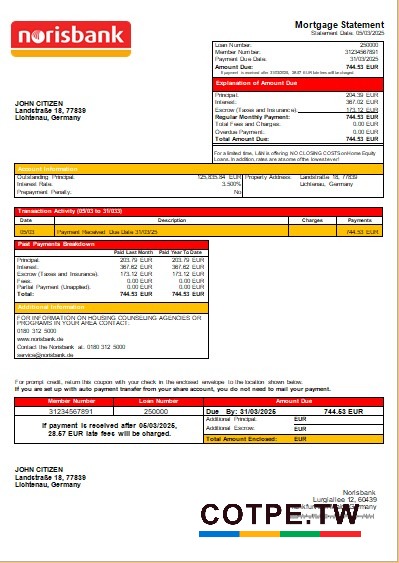 norisbank
Mortgage Statement
Statement Date: 05/03/2025
Loan Number: 250000
Member Number: 31234567891
Payment Due Date: 31/03/2025
Amount Due: 744.53 EUR
If payment is received after 31/03/2025, 28.57 EUR late fee will be charged.
JOHN CITIZEN
Landstraße 18, 77839
Lichtenau, Germany
Explanation of Amount Due
Principal: 204.39 EUR
Interest: 367.02 EUR
Escrow (Taxes and Insurance): 173.12 EUR
Regular Monthly Payment: 744.53 EUR
Total Fees and Charges: 0.00 EUR
Overdue Payment: 0.00 EUR
Total Amount Due: 744.53 EUR
For a limited time, L&N is offering NO CLOSING COSTS on Home Equity
Loans. In addition, rates are at some of the lowest ever!
Account Information
Outstanding Principal: 125,835.84 EUR Property Address: Landstraße 18, 77839
Interest Rate: 3.500% Lichtenau, Germany
Prepayment Penalty: No
Transaction Activity (05/03 to 31/033)
Date Description Charges Payments
05/03 Payment Received Due Date 31/03/25 744.53 EUR
Past Payments Breakdown
Paid Last Month Paid Year To Date
Principal: 203.79 EUR 203.79 EUR
Interest: 367.62 EUR 367.62 EUR
Escrow (Taxes and Insurance): 173.12 EUR 173.12 EUR
Fees: 0.00 EUR 0.00 EUR
Partial Payment (Unapplied): 0.00 EUR 0.00 EUR
Total: 744.53 EUR 744.53 EUR
Additional Information
FOR INFORMATION ON HOUSING COUNSELING AGENCIES OR
PROGRAMS IN YOUR AREA CONTACT:
0180 312 5000
www.norisbank.de
Contact the Norisbank at: 0180 312 5000
service@norisbank.de
For prompt credit, return this coupon with your check in the enclosed envelope to the location shown below.
If you are set up with auto payment transfer from your share account, you do not need to mail your payment.
Member Number Loan Number Amount Due
31234567891 250000 Due By: 31/03/2025 744.53 EUR
If payment is received after 05/03/2025,
28.57 EUR late fees will be charged.
Additional Principal: EUR
Additional Escrow: EUR
Total Amount Enclosed: EUR
JOHN CITIZEN
Landstraße 18, 77839
Lichtenau, Germany
Norisbank
Lurgiallee 12, 60439
Germany
COTPE.TW